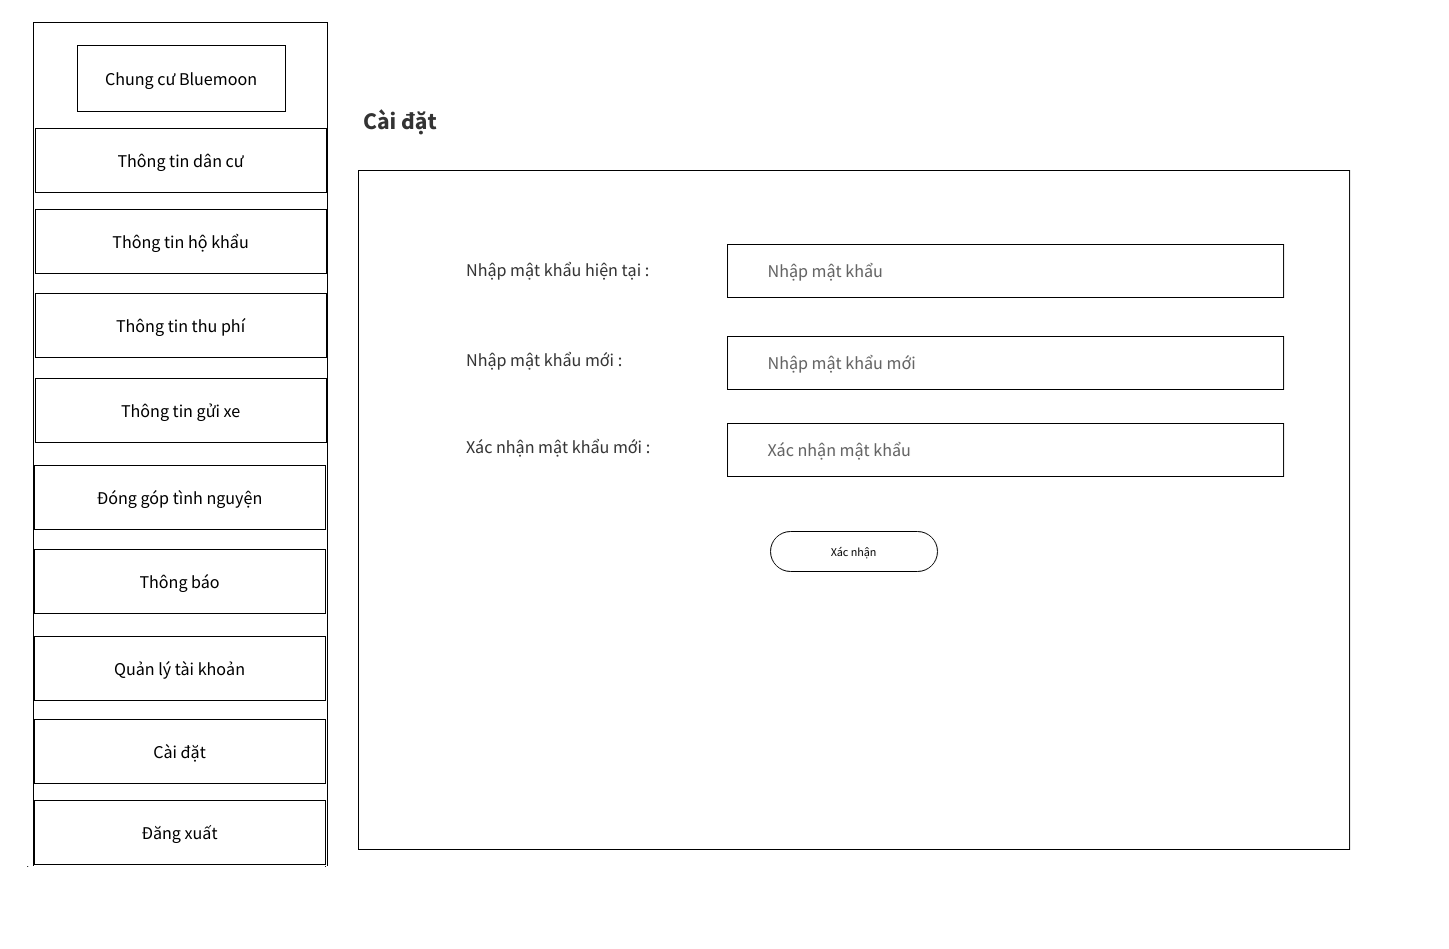 Chung cư Bluemoon
Thông tin dân cư
Thông tin hộ khẩu
Thông tin thu phí
Thông tin gửi xe
Đóng góp tình nguyện
Thông báo
Quản lý tài khoản
Cài đặt
Đăng xuất
Cài đặt
Nhập mật khẩu hiện tại :
Nhập mật khẩu
Nhập mật khẩu mới :
Nhập mật khẩu mới
Xác nhận mật khẩu mới :
Xác nhận mật khẩu
Xác nhận